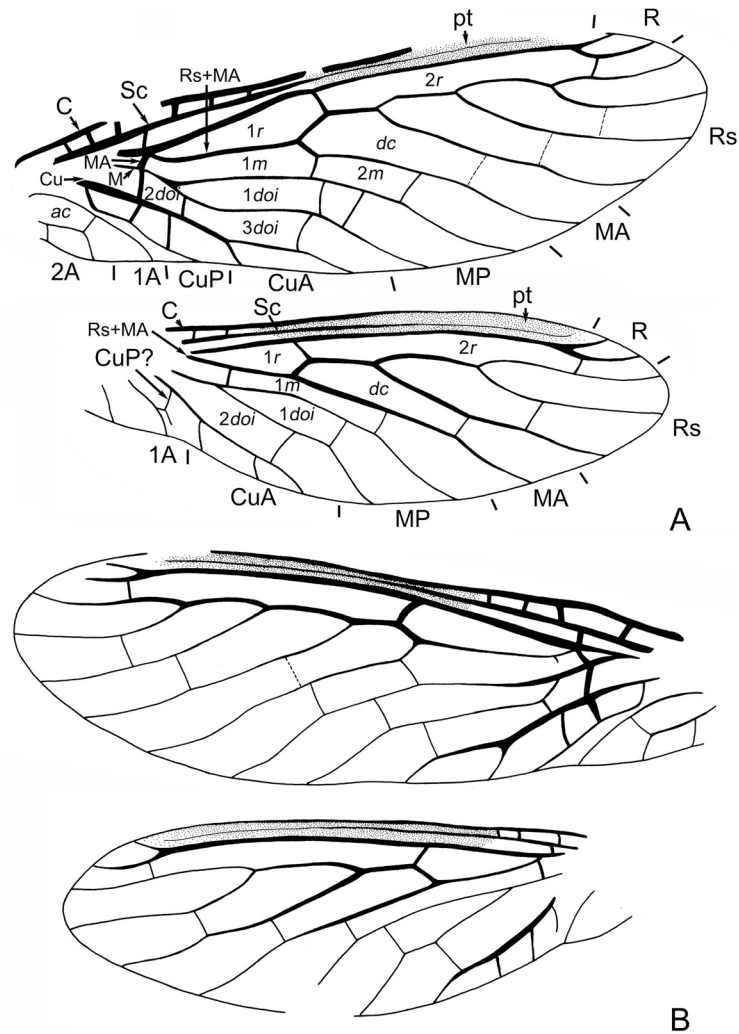 pt
R
Rs+MA
Sc
C
2r
1r
Rs
MA
dc
1m
2m
M
Cu
2doi
1doi
ac
3doi
MA
2A
1A
CuP
CuA
MP
Sc
pt
C
Rs+MA
R
CuP?
1r
2r
1m
dc
2doi
1doi
Rs
1A
CuA
MP
MA
A
B